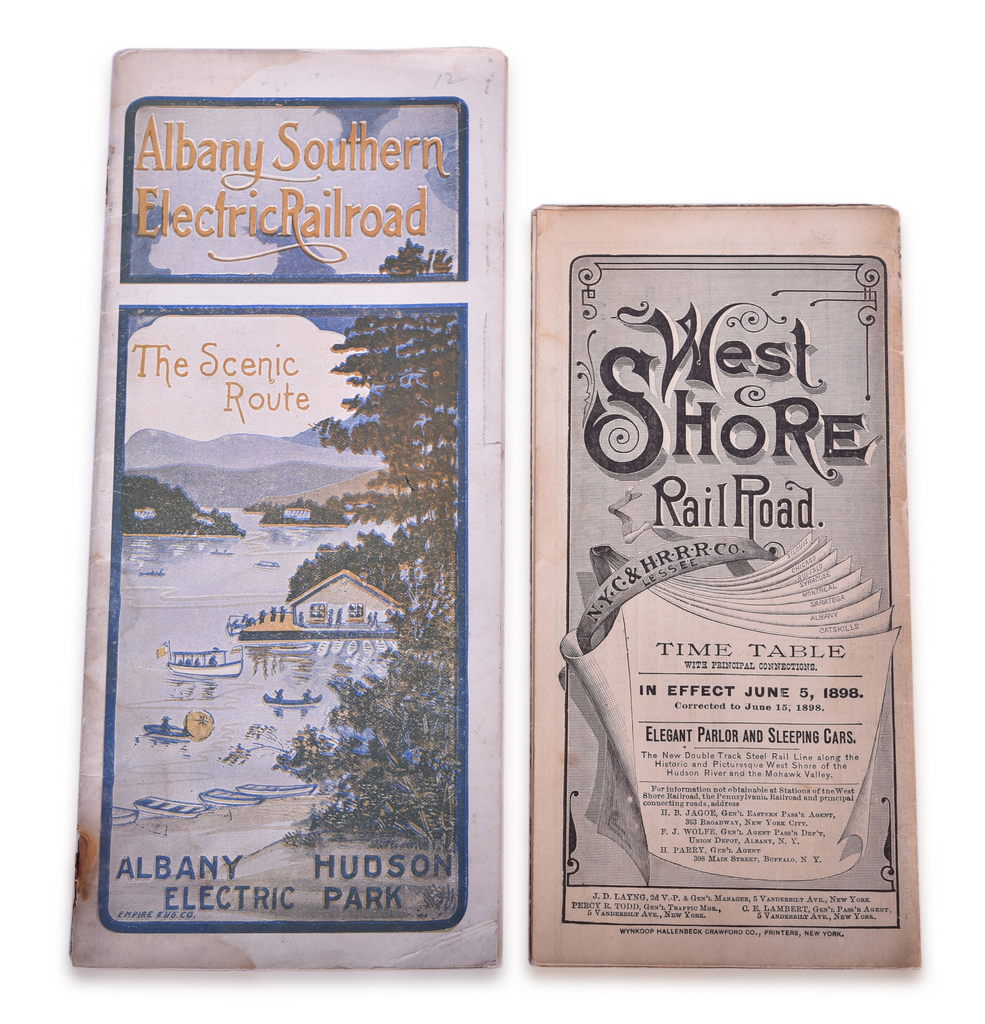 12
Albany Southern
Electric Railroad
The Scenic
Route
ALBANY HUDSON
ELECTRIC PARK
EMPIRE ENG. CO.
West
Shore
RailRoad.
N.Y.C. & H.R.R.R. Co.
LESSEE
CHICAGO
BUFFALO
SYRACUSE
MONTREAL
SARATOGA
ALBANY
CATSKILLS
TIME TABLE
WITH PRINCIPAL CONNECTIONS.
IN EFFECT JUNE 5, 1898.
Corrected to June 15, 1898.
ELEGANT PARLOR AND SLEEPING CARS.
The New Double Track Steel Rail Line along the
Historic and Picturesque West Shore of the
Hudson River and the Mohawk Valley.
For information not obtainable at Stations of the West
Shore Railroad, the Pennsylvania Railroad and principal
connecting roads, address
H. B. JAGOE, Gen'l Eastern Pass'r Agent,
363 Broadway, New York City.
F. J. WOLFE, Gen'l Agent Pass'r Dep't,
Union Depot, Albany, N. Y.
H. PARRY, Gen'l Agent
308 Main Street, Buffalo, N. Y.
J. D. LAYNG, 2d V.-P. & Gen'l Manager, 5 Vanderbilt Ave., New York
PERCY R. TODD, Gen'l Traffic Mgr.,
5 Vanderbilt Ave., New York.
C. E. LAMBERT, Gen'l Pass'r Agent,
5 Vanderbilt Ave., New York.
WYNKOOP HALLENBECK CRAWFORD CO., PRINTERS, NEW YORK.